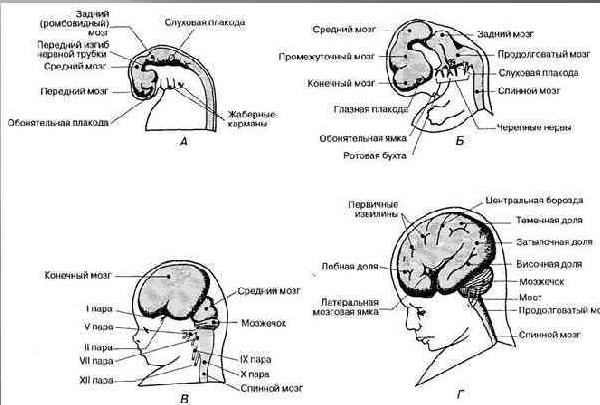 Задний
(ромбовидный)
мозг
Слуховая плакода
Передний изгиб
нервной трубки
Средний мозг
Передний мозг
Обонятельная плакода
Жаберные
карманы
А
Средний мозг
Задний мозг
Промежуточный мозг
Продолговатый мозг
Слуховая плакода
Конечный мозг
Спинной мозг
Глазная плакода
Черепные нервы
Обонятельная ямка
Ротовая бухта
Б
Конечный мозг
Средний мозг
I пара
V пара
Мозжечок
II пара
VII пара
IX пара
XII пара
X пара
Спинной мозг
В
Первичные
извилины
Центральная борозда
Теменная доля
Затылочная доля
Лобная доля
Височная доля
Мозжечок
Латеральная
мозговая ямка
Мост
Продолговатый мо
Спинной мозг
Г